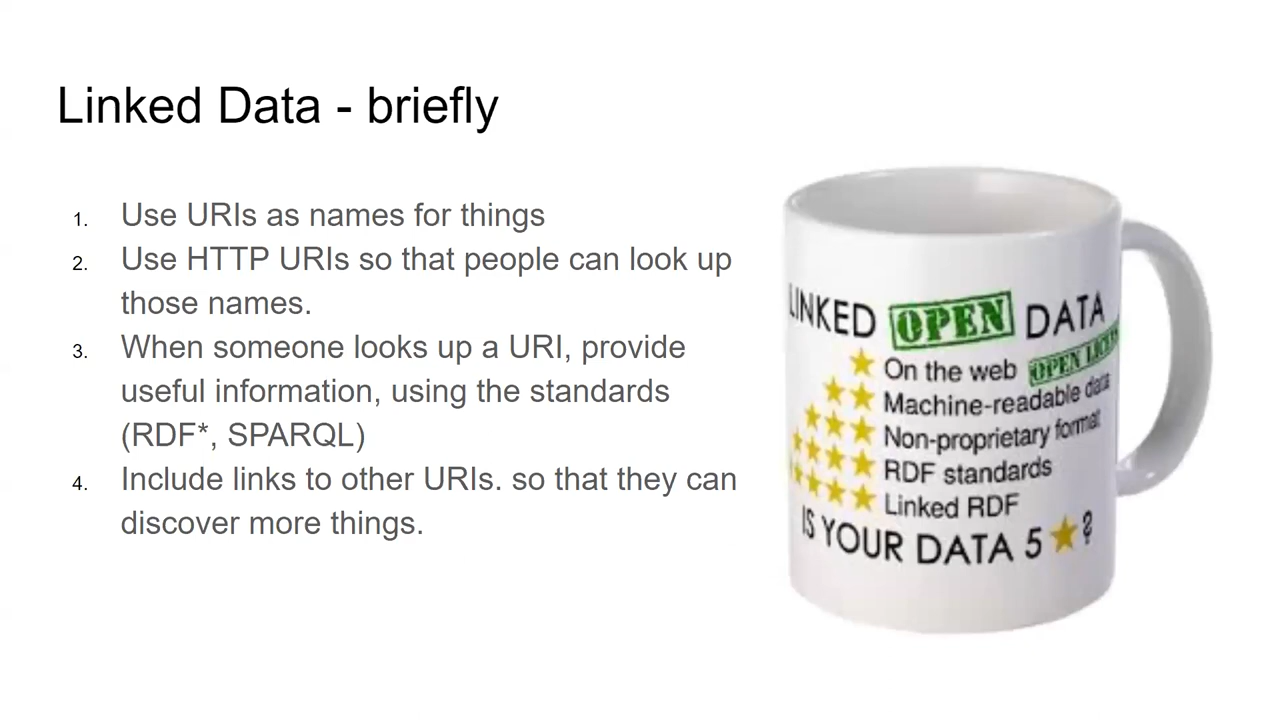 Linked Data - briefly
1. Use URIs as names for things
2. Use HTTP URIs so that people can look up
those names.
3. When someone looks up a URI, provide
useful information, using the standards
(RDF*, SPARQL)
4. Include links to other URIs. so that they can
discover more things.
LINKED OPEN DATA
On the web OPEN LICENS
Machine-readable data
Non-proprietary format
RDF standards
Linked RDF
IS YOUR DATA 5 ★ ?